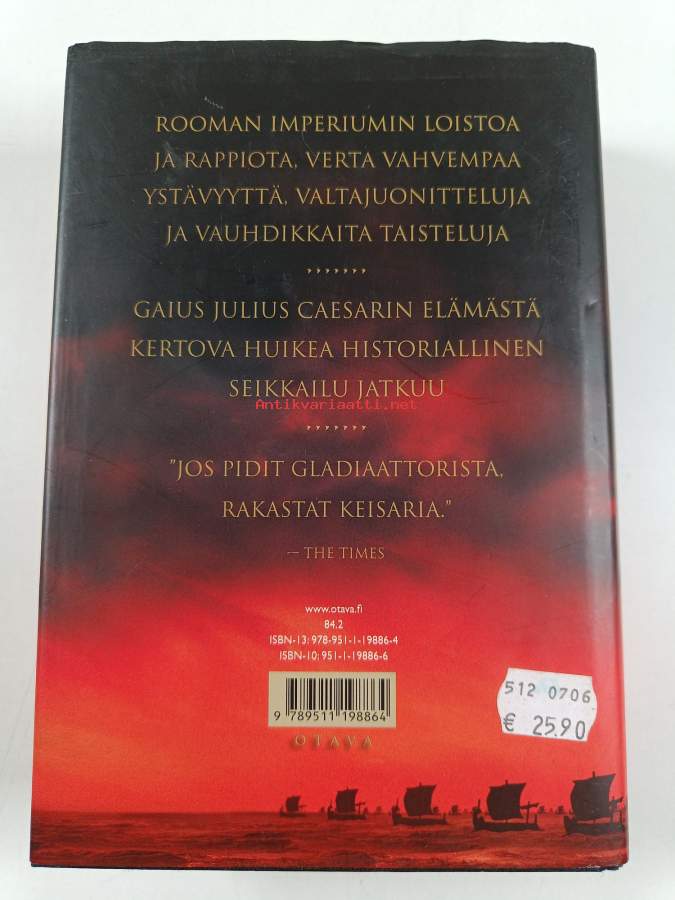 ROOMAN IMPERIUMIN LOISTOA
JA RAPPIOTA, VERTA VAHVEMPAA
YSTÄVYYTTÄ, VALTAJUONITTELUJA
JA VAUHDIKKAITA TAISTELUJA
GAIUS JULIUS CAESARIN ELÄMÄSTÄ
KERTOVA HUIKEA HISTORIALLINEN
SEIKKAILU JATKUU
Antikvariaatti.net
"JOS PIDIT GLADIAATTORISTA,
RAKASTAT KEISARIA."
— THE TIMES
www.otava.fi
84.2
ISBN-13: 978-951-1-19886-4
ISBN-10: 951-1-19886-6
9 789511 198864
OTAVA
512 0706
€ 25.90